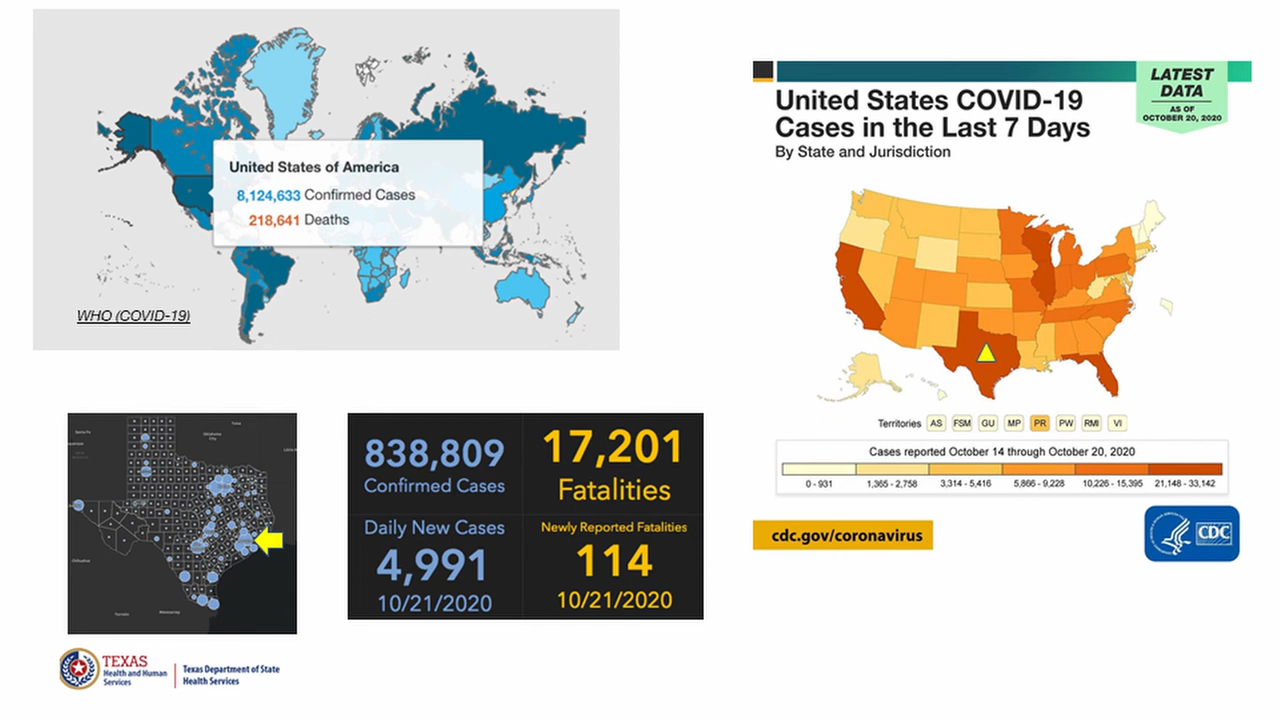 United States of America
8,124,633 Confirmed Cases
218,641 Deaths
WHO (COVID-19)
LATEST
DATA
AS OF
OCTOBER 20, 2020
United States COVID-19
Cases in the Last 7 Days
By State and Jurisdiction
Territories AS FSM GU MP PR PW RMI VI
Cases reported October 14 through October 20, 2020
0 - 931 1,365 - 2,758 3,314 - 5,416 5,866 - 9,228 10,226 - 15,395 21,148 - 33,142
cdc.gov/coronavirus
CDC
838,809
Confirmed Cases
17,201
Fatalities
Daily New Cases
4,991
10/21/2020
Newly Reported Fatalities
114
10/21/2020
TEXAS
Health and Human
Services
Texas Department of State
Health Services